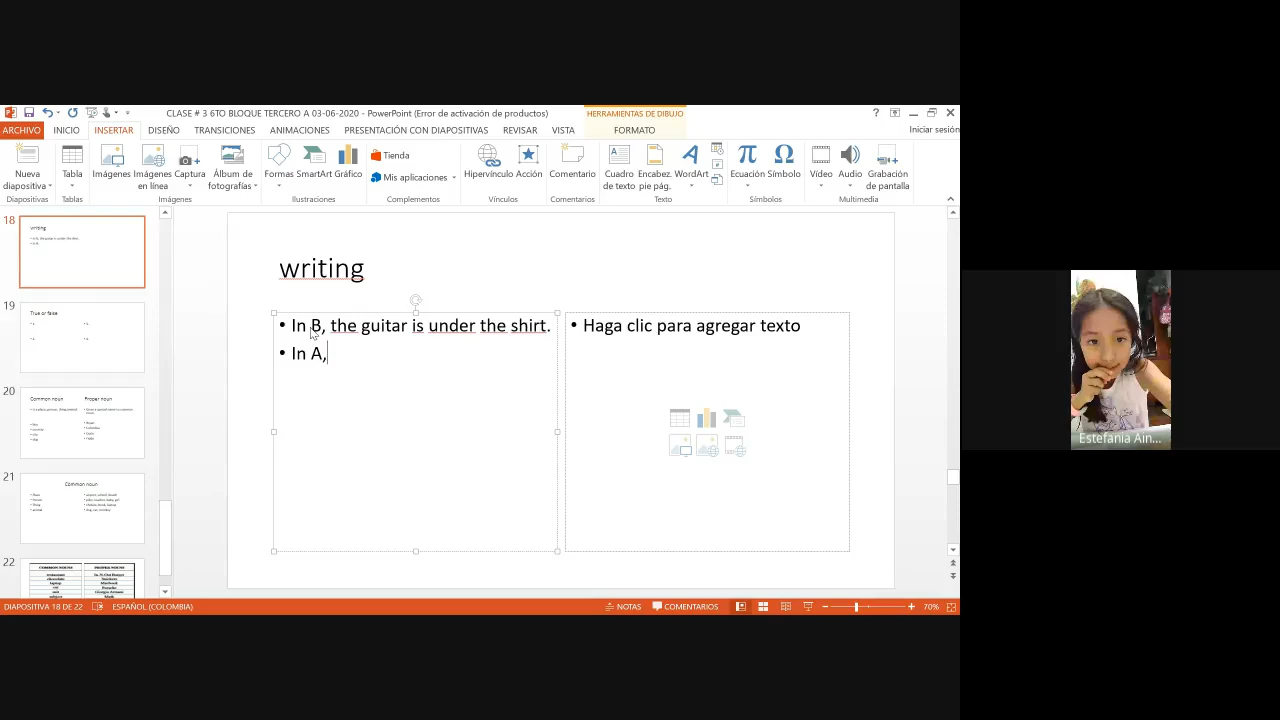 CLASE # 3 6TO BLOQUE TERCERO A 03-06-2020 - PowerPoint (Error de activación de productos)
HERRAMIENTAS DE DIBUJO
?
ARCHIVO INICIO INSERTAR DISEÑO TRANSICIONES ANIMACIONES PRESENTACIÓN CON DIAPOSITIVAS REVISAR VISTA FORMATO
Iniciar sesión
Nueva diapositiva
Tabla
Imágenes
Imágenes en línea
Captura
Álbum de fotografías
Formas
SmartArt
Gráfico
Tienda
Mis aplicaciones
Hipervínculo
Acción
Comentario
Cuadro de texto
Encabez. pie pág.
WordArt
Ecuación
Símbolo
Vídeo
Audio
Grabación de pantalla
Diapositivas Tablas Imágenes Ilustraciones Complementos Vínculos Comentarios Texto Símbolos Multimedia
18
writing
19
True or false
20
Common noun Proper noun
21
Common noun
22
COMMON NOUNS PROPER NOUNS
writing
• In B, the guitar is under the shirt.
• In A,
• Haga clic para agregar texto
Estefania Ain...
DIAPOSITIVA 18 DE 22 ESPAÑOL (COLOMBIA) NOTAS COMENTARIOS 70%